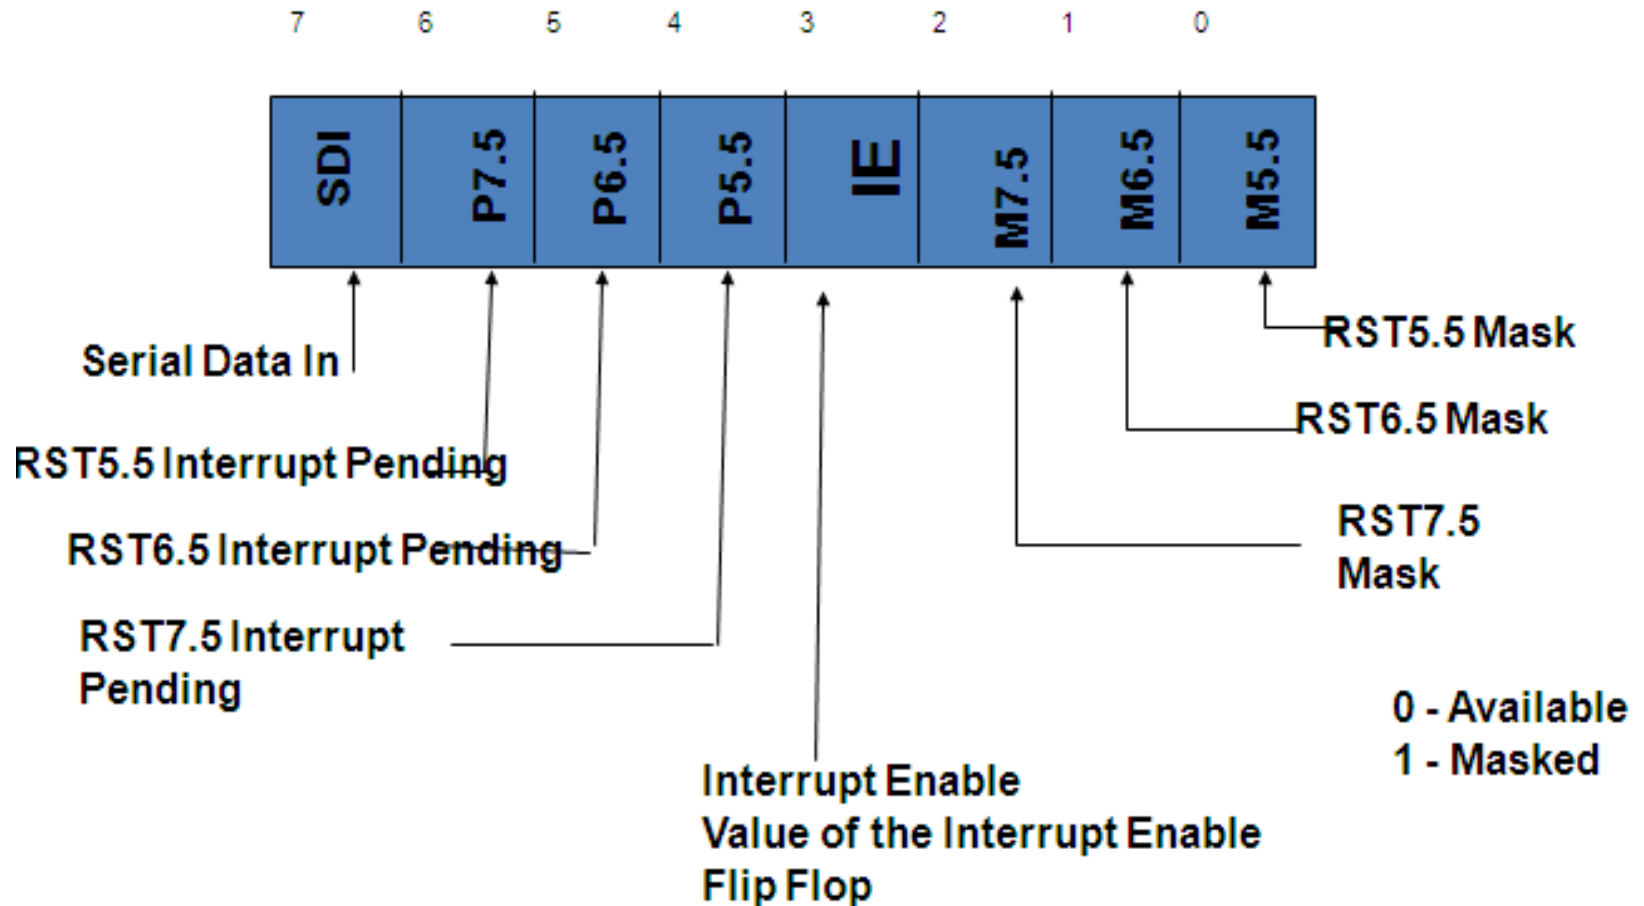 7 6 5 4 3 2 1 0
SDI P7.5 P6.5 P5.5 IE M7.5 M6.5 M5.5
Serial Data In
RST5.5 Interrupt Pending
RST6.5 Interrupt Pending
RST7.5 Interrupt
Pending
Interrupt Enable
Value of the Interrupt Enable
Flip Flop
RST5.5 Mask
RST6.5 Mask
RST7.5
Mask
0 - Available
1 - Masked